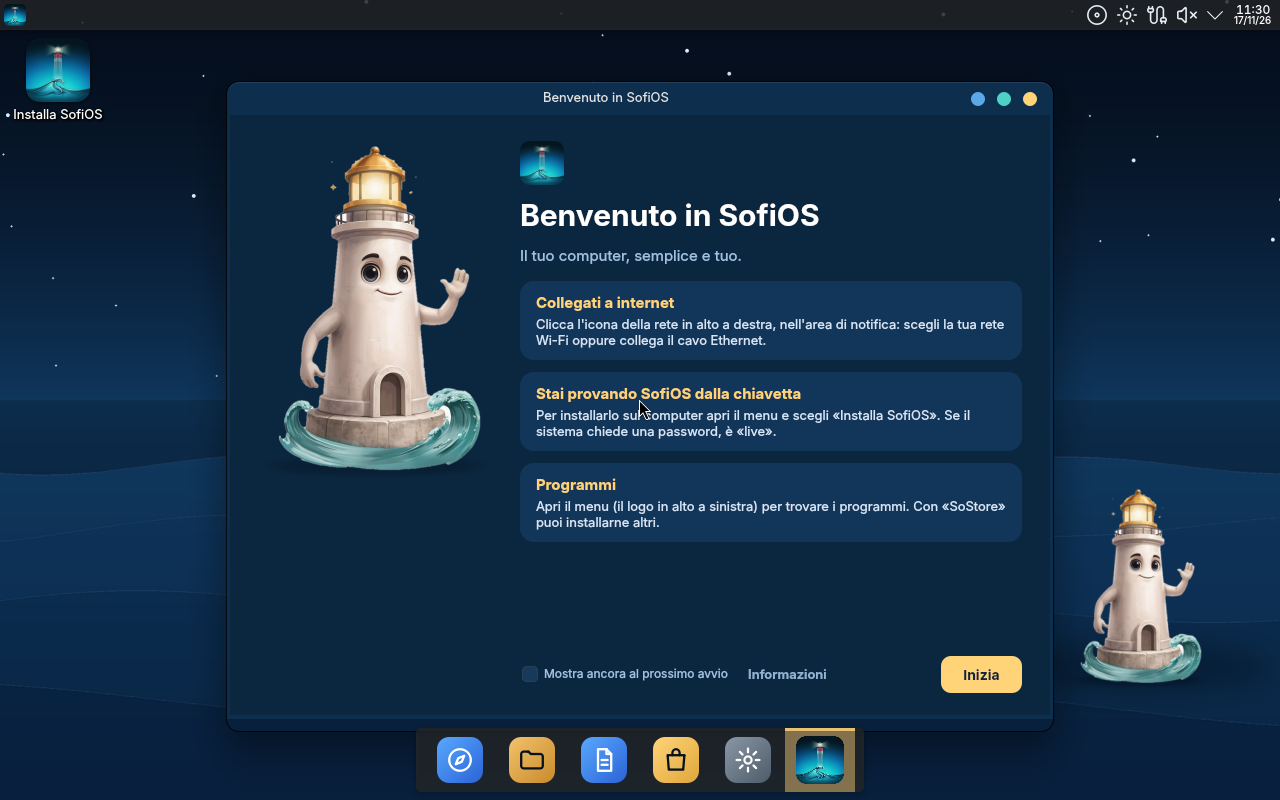 11:30
17/11/26
Installa SofiOS
Benvenuto in SofiOS
Benvenuto in SofiOS
Il tuo computer, semplice e tuo.
Collegati a internet
Clicca l'icona della rete in alto a destra, nell'area di notifica: scegli la tua rete
Wi-Fi oppure collega il cavo Ethernet.
Stai provando SofiOS dalla chiavetta
Per installarlo sul computer apri il menu e scegli «Installa SofiOS». Se il
sistema chiede una password, è «live».
Programmi
Apri il menu (il logo in alto a sinistra) per trovare i programmi. Con «SoStore»
puoi installarne altri.
Mostra ancora al prossimo avvio
Informazioni
Inizia